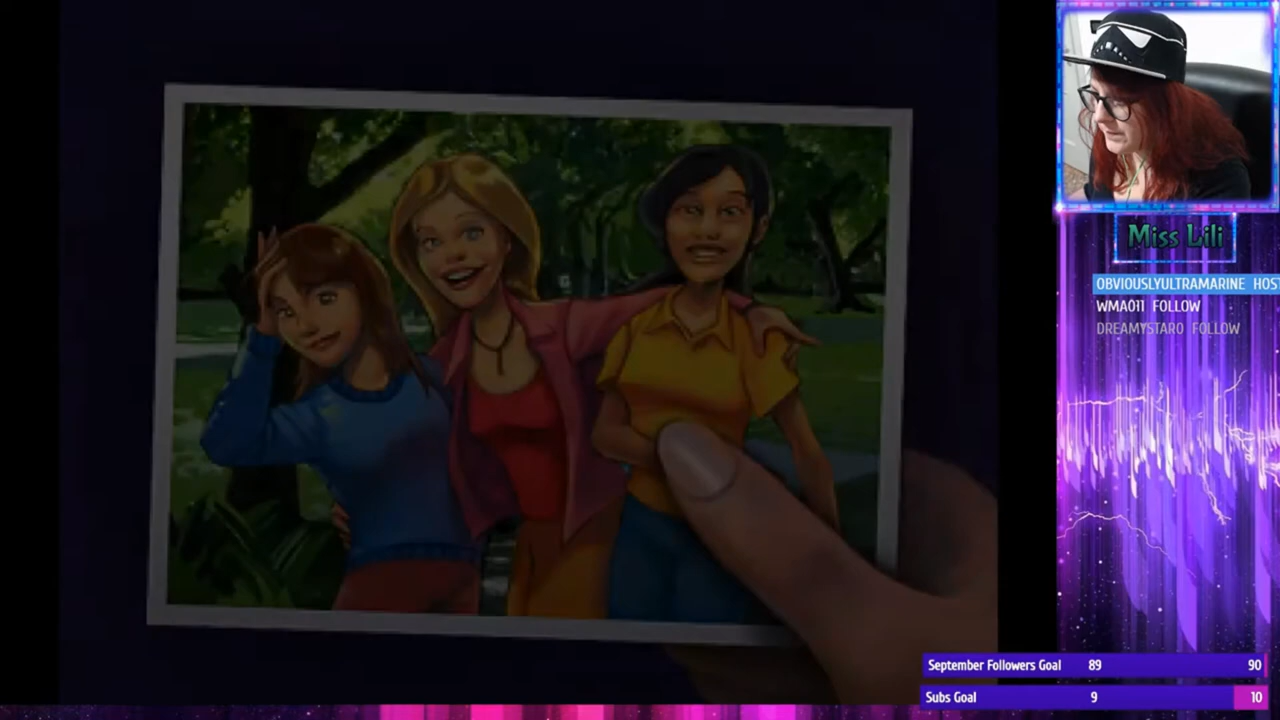 Miss Lili
OBVIOUSLYULTRAMARINE HOST
WMA011 FOLLOW
DREAMYSTARO FOLLOW
September Followers Goal 89 90
Subs Goal 9 10